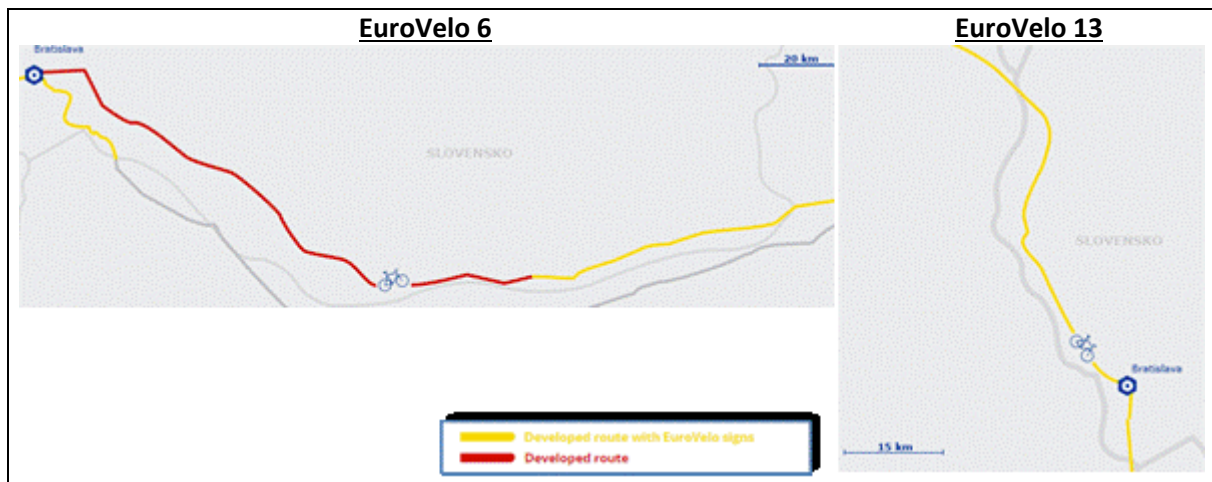 EuroVelo 6
EuroVelo 13
Bratislava
20 km
SLOVENSKO
SLOVENSKO
Bratislava
15 km
Developed route with EuroVelo signs
Developed route